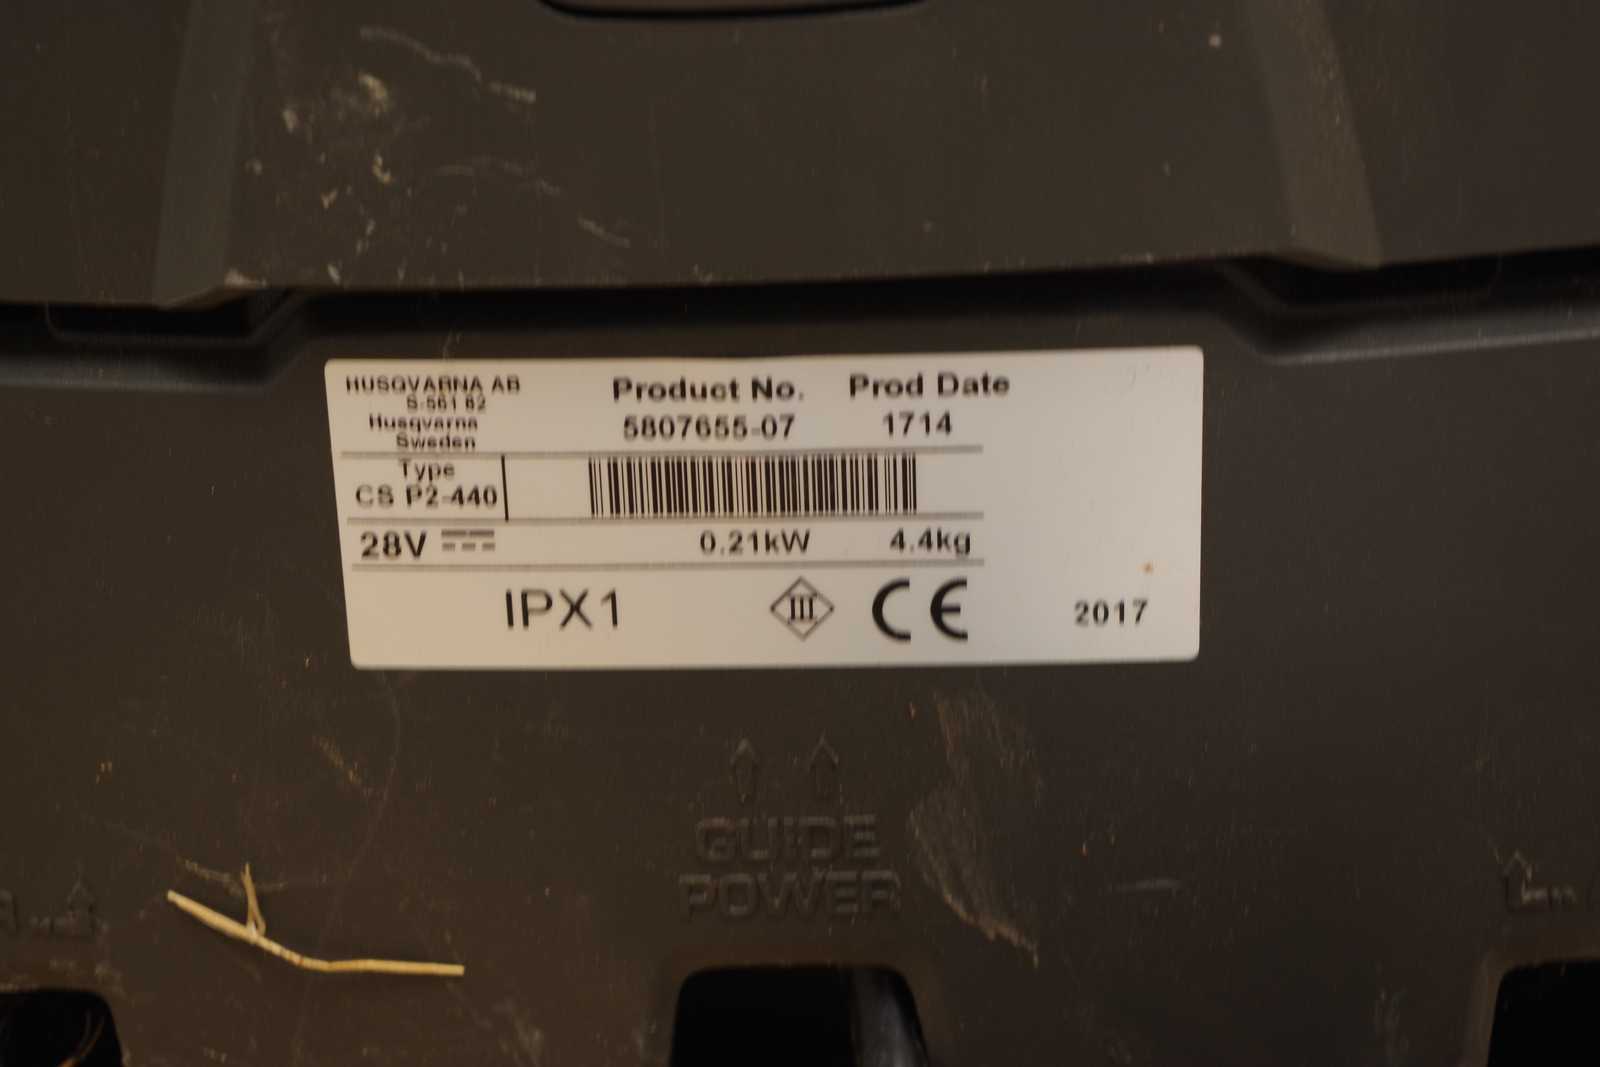 HUSQVARNA AB
S-561 82
Husqvarna
Sweden
Product No.
5807655-07
Prod Date
1714
Type
CS P2-440
28V
0.21kW
4.4kg
IPX1
III
CE
2017
GUIDE
POWER